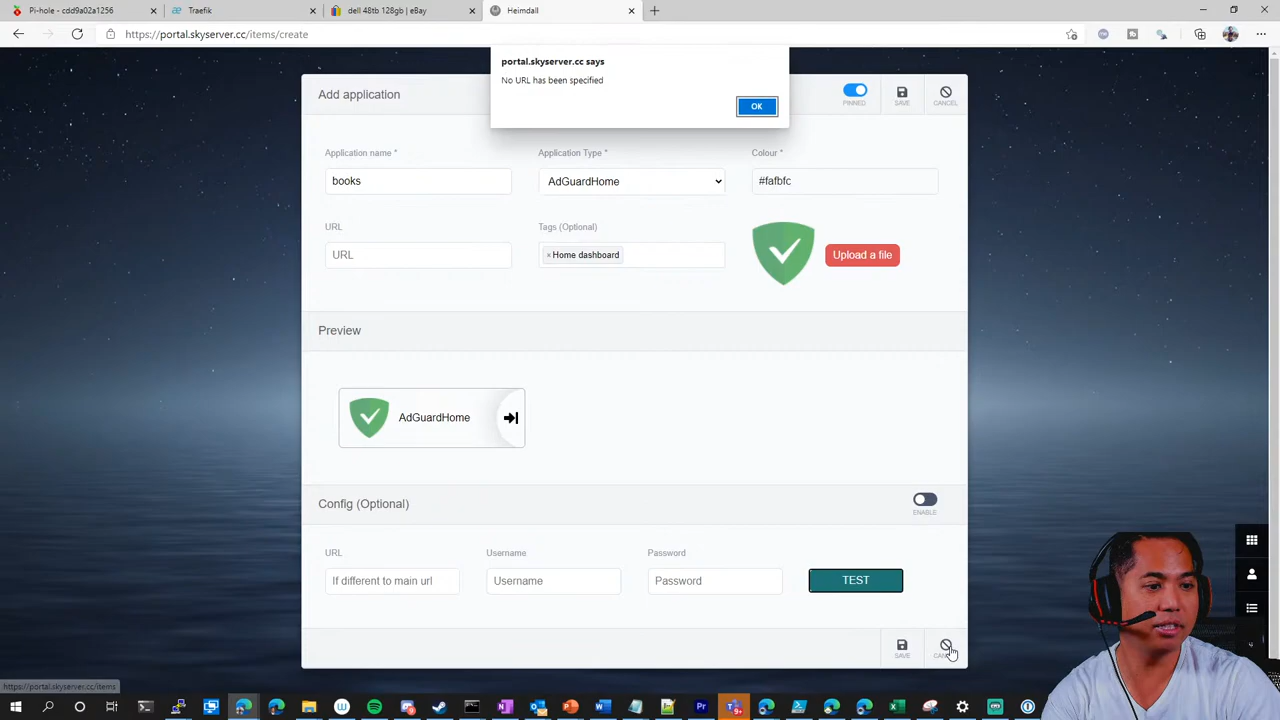 Pi-hole - cdd9a02a1256
Traefik
dell 48tb 128gb | eBay
Heimdall
https://portal.skyserver.cc/items/create
portal.skyserver.cc says
No URL has been specified
OK
Add application
PINNED
SAVE
CANCEL
Application name *
Application Type *
Colour *
books
AdGuardHome
#fafbfc
URL
Tags (Optional)
URL
× Home dashboard
Upload a file
Preview
AdGuardHome
Config (Optional)
ENABLE
URL
Username
Password
If different to main url
Username
Password
TEST
SAVE
https://portal.skyserver.cc/items